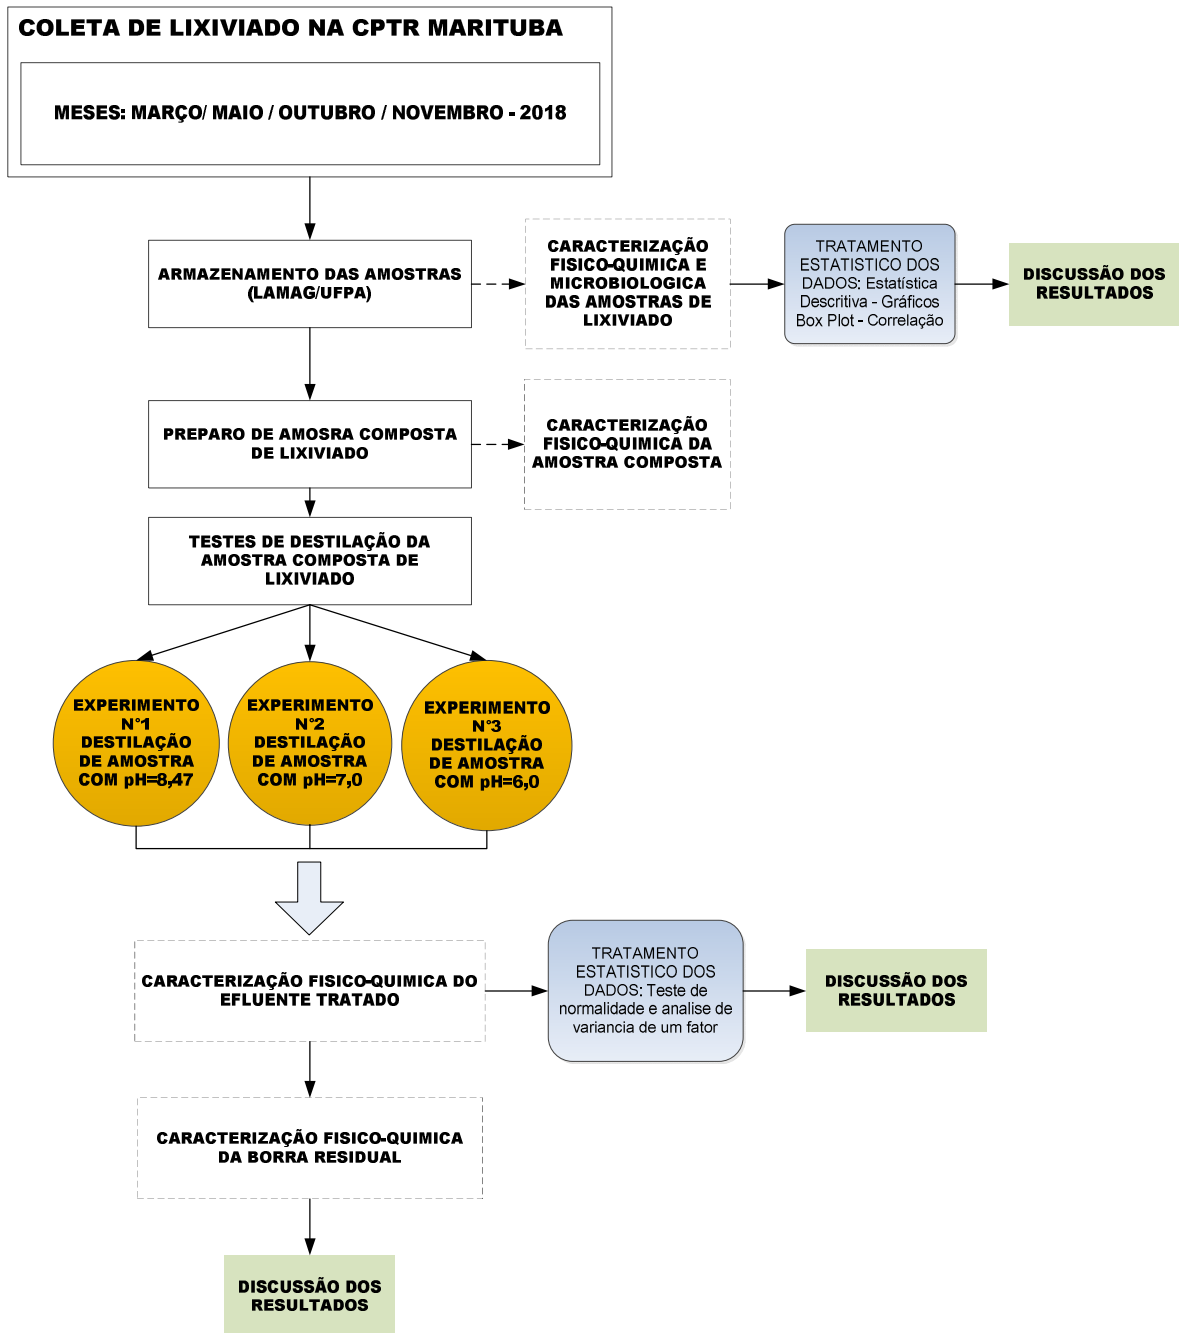 COLETA DE LIXIVIADO NA CPTR MARITUBA
MESES: MARÇO/ MAIO / OUTUBRO / NOVEMBRO - 2018
ARMAZENAMENTO DAS AMOSTRAS
(LAMAG/UFPA)
CARACTERIZAÇÃO
FISICO-QUIMICA E
MICROBIOLOGICA
DAS AMOSTRAS DE
LIXIVIADO
TRATAMENTO
ESTATISTICO DOS
DADOS: Estatística
Descritiva - Gráficos
Box Plot - Correlação
DISCUSSÃO DOS
RESULTADOS
PREPARO DE AMOSRA COMPOSTA
DE LIXIVIADO
CARACTERIZAÇÃO
FISICO-QUIMICA DA
AMOSTRA COMPOSTA
TESTES DE DESTILAÇÃO DA
AMOSTRA COMPOSTA DE
LIXIVIADO
EXPERIMENTO
N°1
DESTILAÇÃO
DE AMOSTRA
COM pH=8,47
EXPERIMENTO
N°2
DESTILAÇÃO
DE AMOSTRA
COM pH=7,0
EXPERIMENTO
N°3
DESTILAÇÃO
DE AMOSTRA
COM pH=6,0
CARACTERIZAÇÃO FISICO-QUIMICA DO
EFLUENTE TRATADO
TRATAMENTO
ESTATISTICO DOS
DADOS: Teste de
normalidade e analise de
variancia de um fator
DISCUSSÃO DOS
RESULTADOS
CARACTERIZAÇÃO FISICO-QUIMICA
DA BORRA RESIDUAL
DISCUSSÃO DOS
RESULTADOS